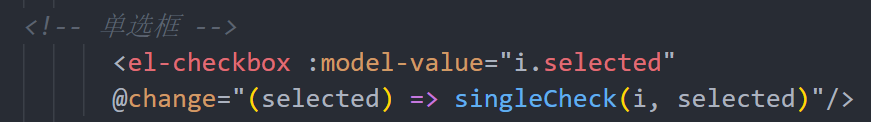 <!-- 单选框 -->
<el-checkbox :model-value="i.selected"
@change="(selected) => singleCheck(i, selected)"/>